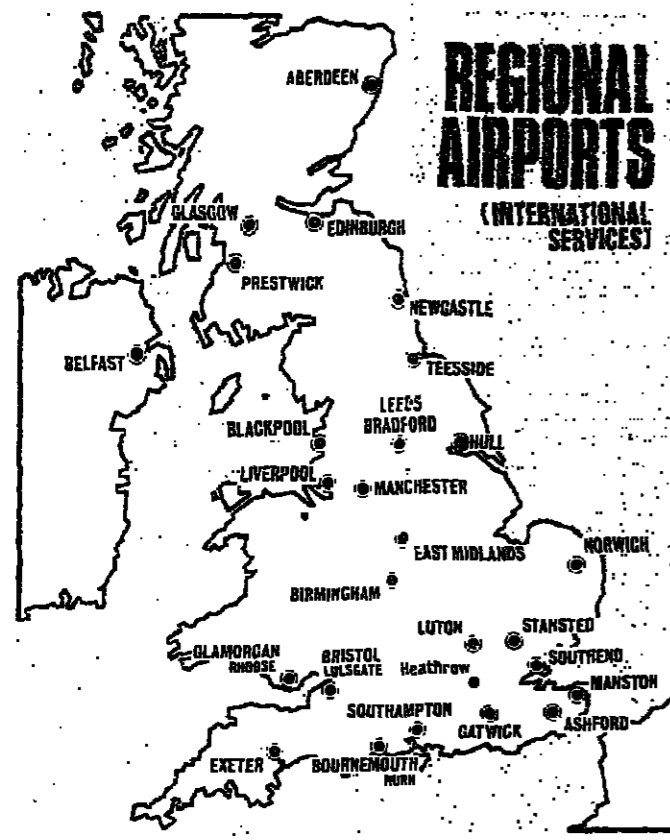 REGIONAL
AIRPORTS
(INTERNATIONAL
SERVICES)
ABERDEEN
GLASGOW
EDINBURGH
PRESTWICK
NEWCASTLE
BELFAST
TEESSIDE
LEEDS
BRADFORD
BLACKPOOL
HULL
LIVERPOOL
MANCHESTER
EAST MIDLANDS
NORWICH
BIRMINGHAM
LUTON
STANSTED
GLAMORGAN
RHOOSE
BRISTOL
LULSGATE
Heathrow
SOUTHEND
MANSTON
SOUTHAMPTON
GATWICK
ASHFORD
EXETER
BOURNEMOUTH
HURN